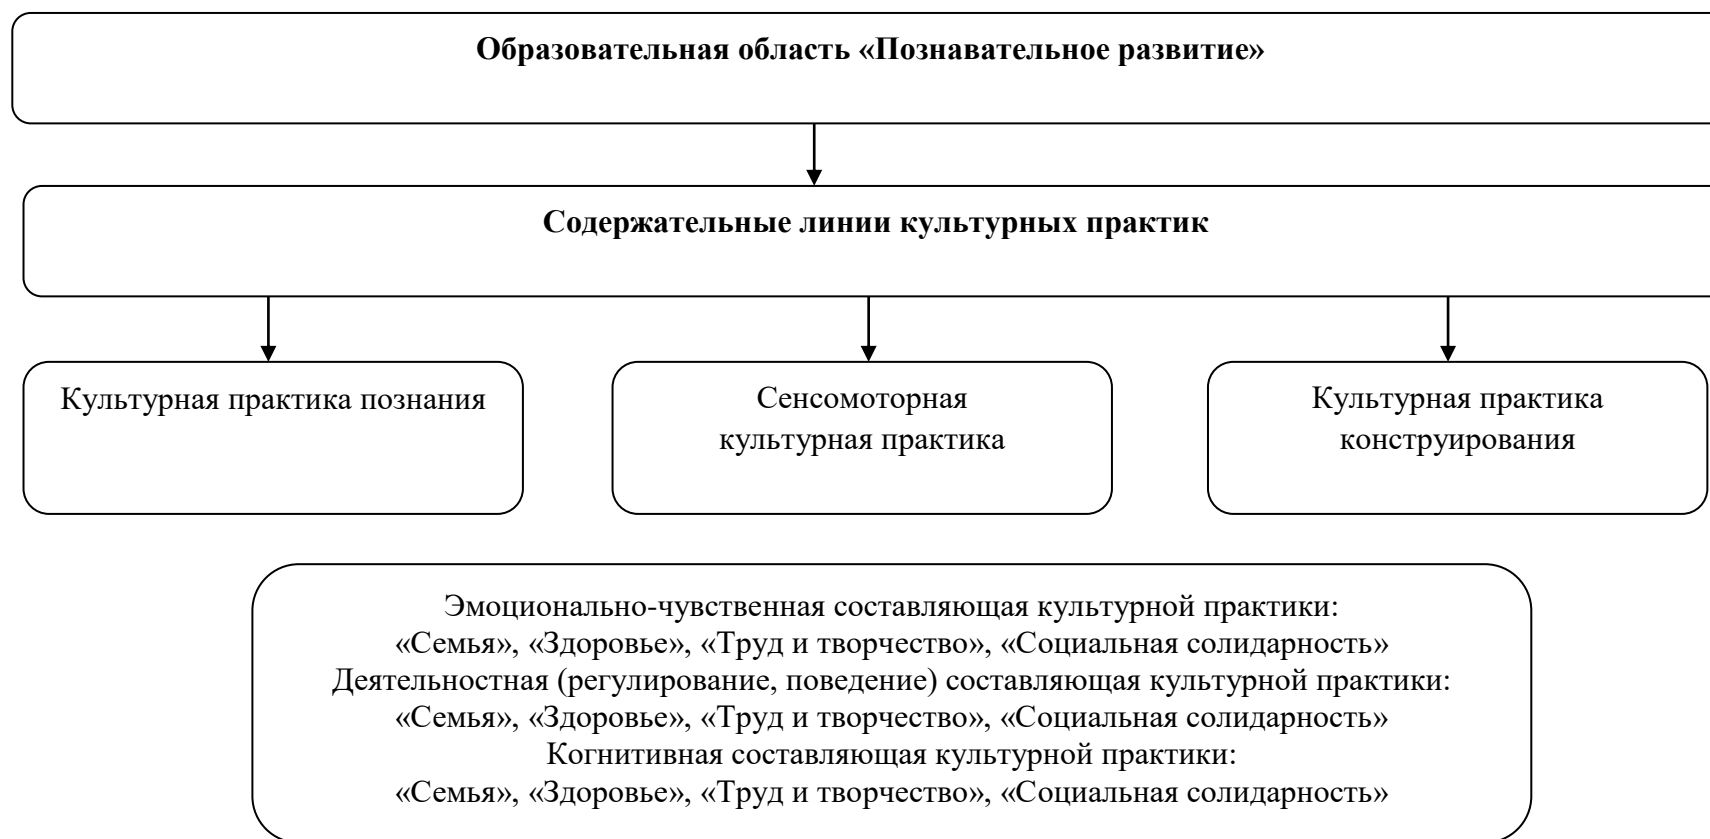 Образовательная область «Познавательное развитие»
Содержательные линии культурных практик
Культурная практика познания
Сенсомоторная
культурная практика
Культурная практика
конструирования
Эмоционально-чувственная составляющая культурной практики:
«Семья», «Здоровье», «Труд и творчество», «Социальная солидарность»
Деятельностная (регулирование, поведение) составляющая культурной практики:
«Семья», «Здоровье», «Труд и творчество», «Социальная солидарность»
Когнитивная составляющая культурной практики:
«Семья», «Здоровье», «Труд и творчество», «Социальная солидарность»